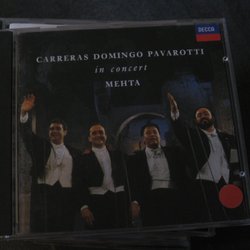 DECCA
CARRERAS DOMINGO PAVAROTTI
in concert
MEHTA